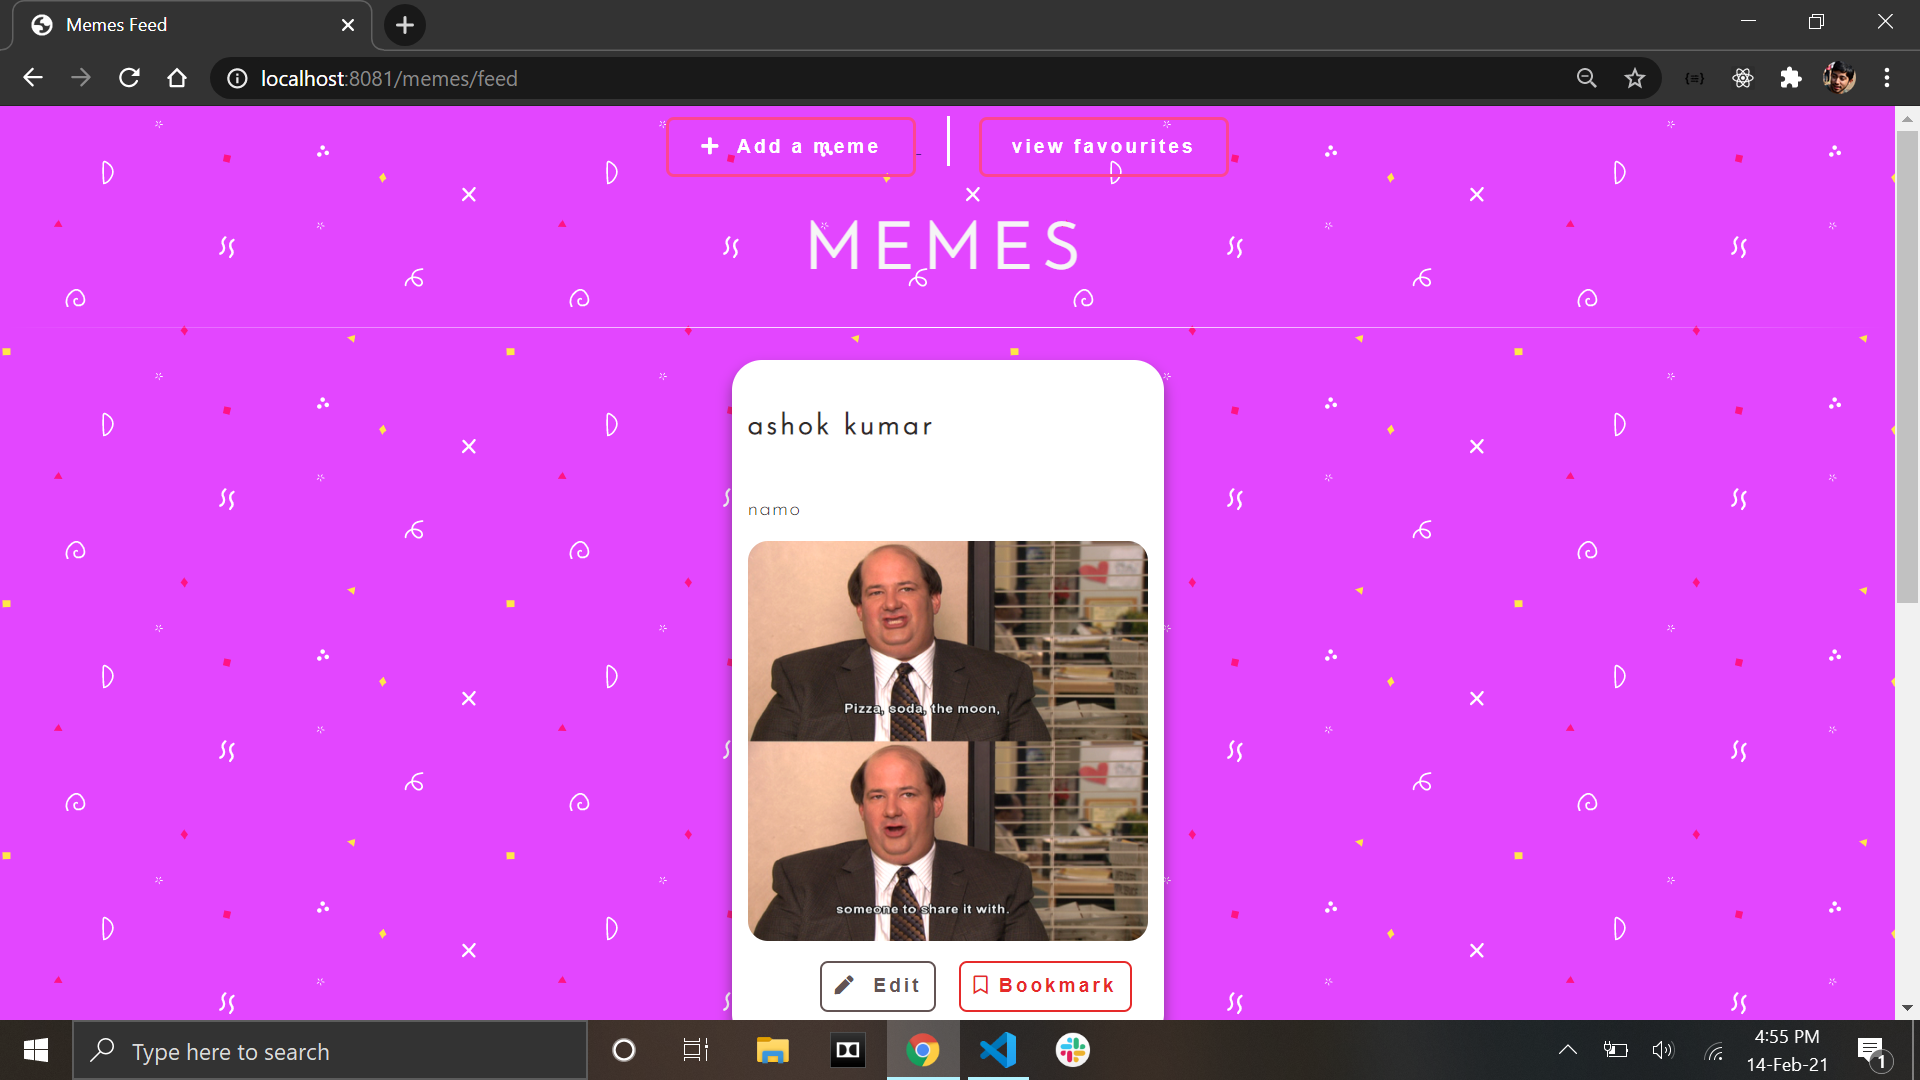 Memes Feed
localhost:8081/memes/feed
Add a meme
view favourites
MEMES
ashok kumar
namo
Pizza, soda, the moon,
someone to share it with.
Edit
Bookmark
Type here to search
4:55 PM
14-Feb-21
1